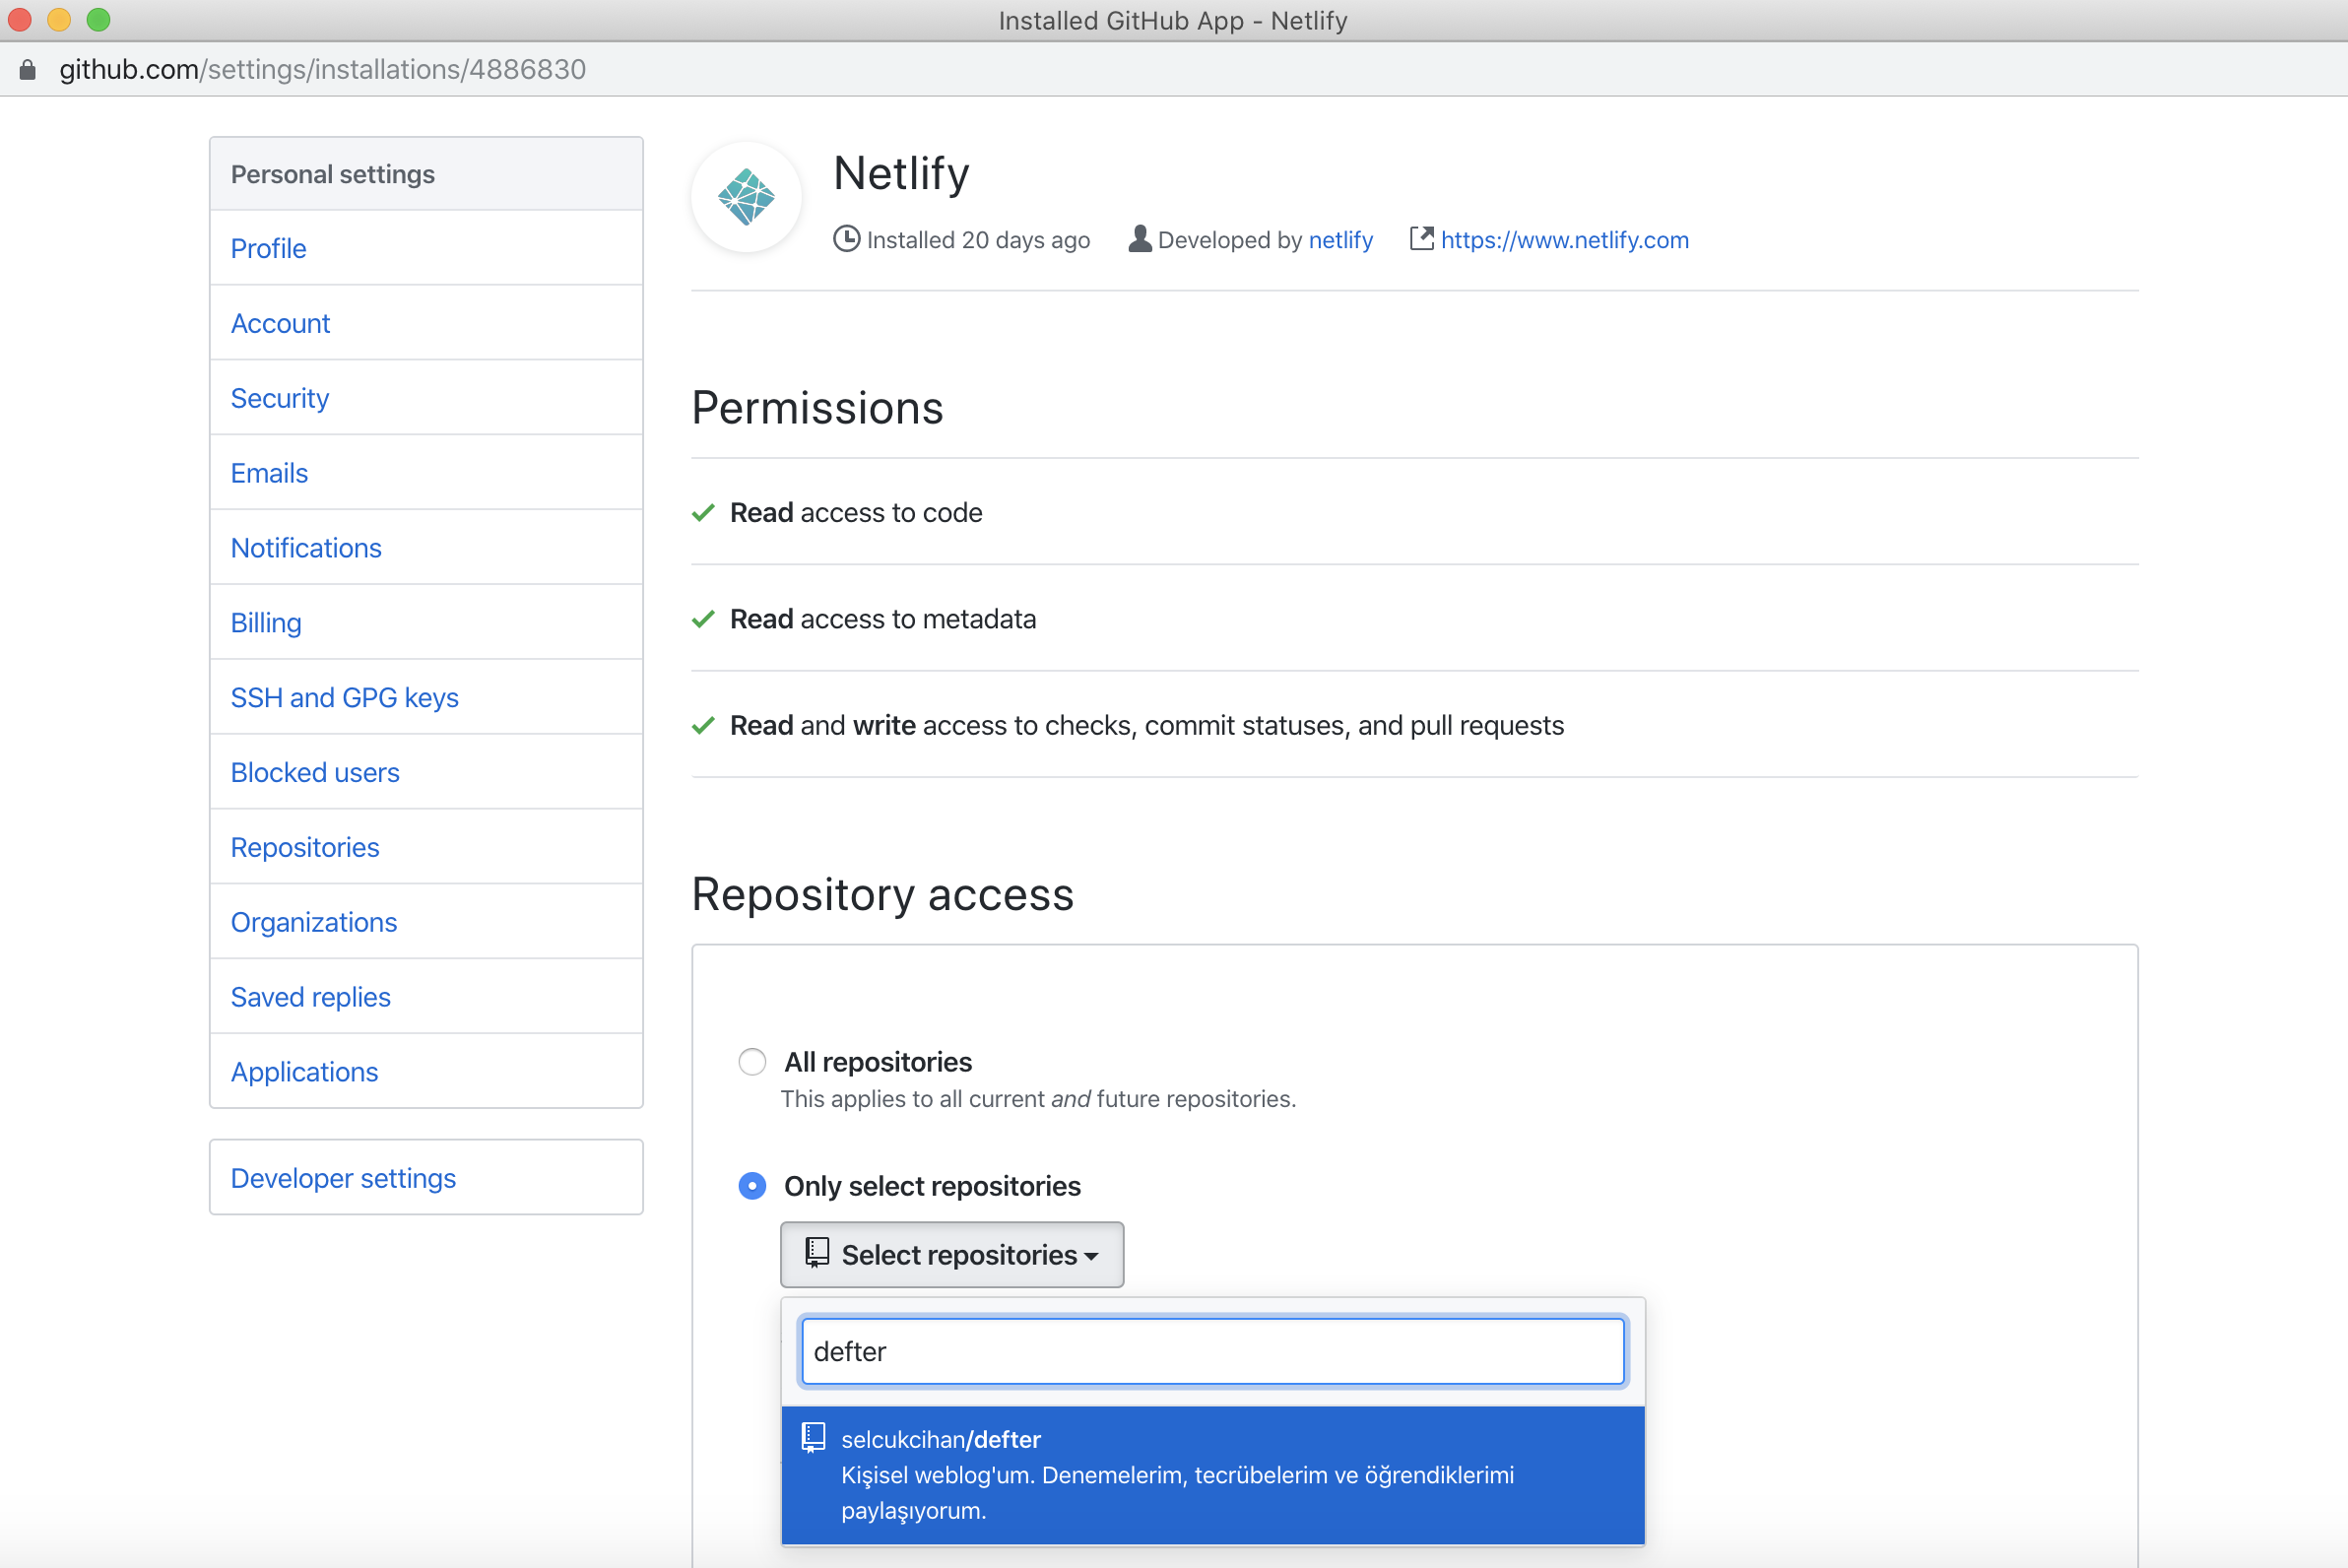 Installed GitHub App - Netlify
github.com/settings/installations/4886830
Personal settings
Profile
Account
Security
Emails
Notifications
Billing
SSH and GPG keys
Blocked users
Repositories
Organizations
Saved replies
Applications
Developer settings
Netlify
Installed 20 days ago Developed by netlify https://www.netlify.com
Permissions
Read access to code
Read access to metadata
Read and write access to checks, commit statuses, and pull requests
Repository access
All repositories
This applies to all current and future repositories.
Only select repositories
Select repositories
defter
selcukcihan/defter
Kişisel weblog'um. Denemelerim, tecrübelerim ve öğrendiklerimi
paylaşıyorum.